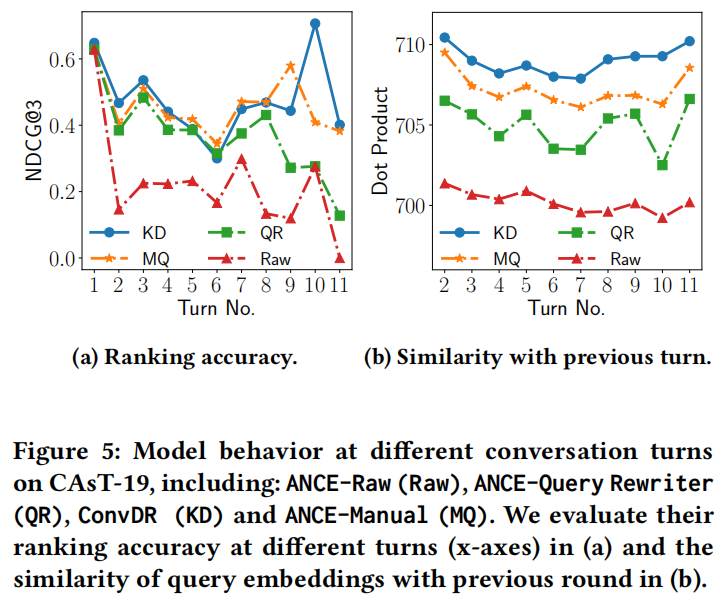 NDCG@3
0.6
0.4
0.2
0.0
KD
QR
MQ
Raw
1 2 3 4 5 6 7 8 9 10 11
Turn No.
(a) Ranking accuracy.
Dot Product
710
705
700
KD
QR
MQ
Raw
2 3 4 5 6 7 8 9 10 11
Turn No.
(b) Similarity with previous turn.
Figure 5: Model behavior at different conversation turns
on CAsT-19, including: ANCE-Raw (Raw), ANCE-Query Rewriter
(QR), ConvDR (KD) and ANCE-Manual (MQ). We evaluate their
ranking accuracy at different turns (x-axes) in (a) and the
similarity of query embeddings with previous round in (b).